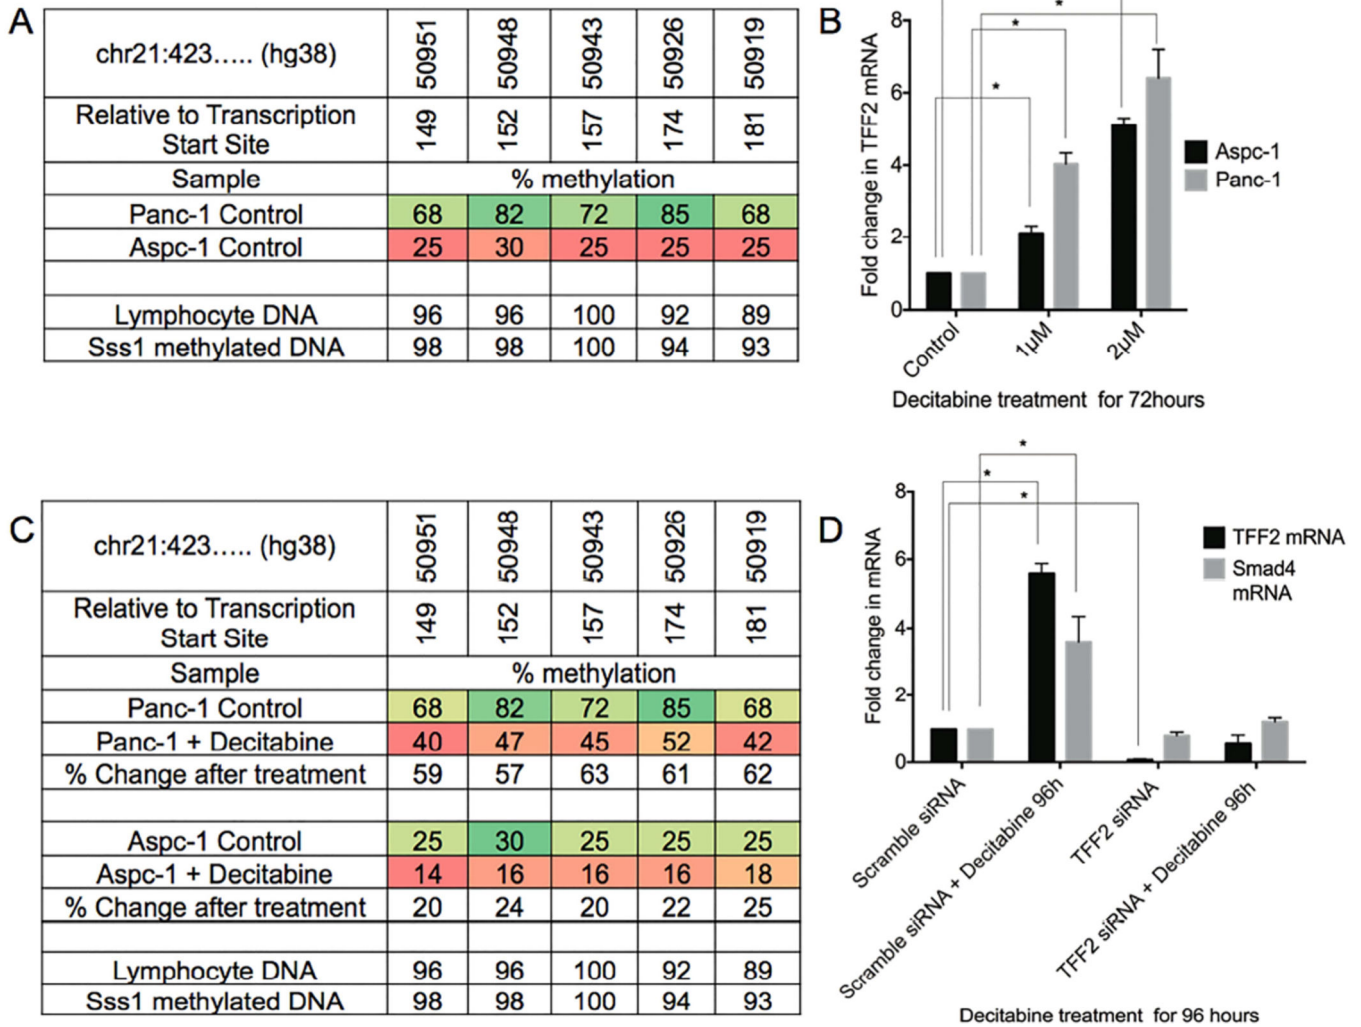 A
chr21:423..... (hg38)
50951
50948
50943
50926
50919
Relative to Transcription
Start Site
149
152
157
174
181
Sample
% methylation
Panc-1 Control 68 82 72 85 68
Aspc-1 Control 25 30 25 25 25
Lymphocyte DNA 96 96 100 92 89
Sss1 methylated DNA 98 98 100 94 93
B
Fold change in TFF2 mRNA
8
6
4
2
0
*
*
*
Aspc-1
Panc-1
Control
1µM
2µM
Decitabine treatment for 72hours
C
chr21:423..... (hg38)
50951
50948
50943
50926
50919
Relative to Transcription
Start Site
149
152
157
174
181
Sample
% methylation
Panc-1 Control 68 82 72 85 68
Panc-1 + Decitabine 40 47 45 52 42
% Change after treatment 59 57 63 61 62
Aspc-1 Control 25 30 25 25 25
Aspc-1 + Decitabine 14 16 16 16 18
% Change after treatment 20 24 20 22 25
Lymphocyte DNA 96 96 100 92 89
Sss1 methylated DNA 98 98 100 94 93
D
Fold change in mRNA
8
6
4
2
0
*
*
*
TFF2 mRNA
Smad4
mRNA
Scramble siRNA
Scramble siRNA + Decitabine 96h
TFF2 siRNA
TFF2 siRNA + Decitabine 96h
Decitabine treatment for 96 hours